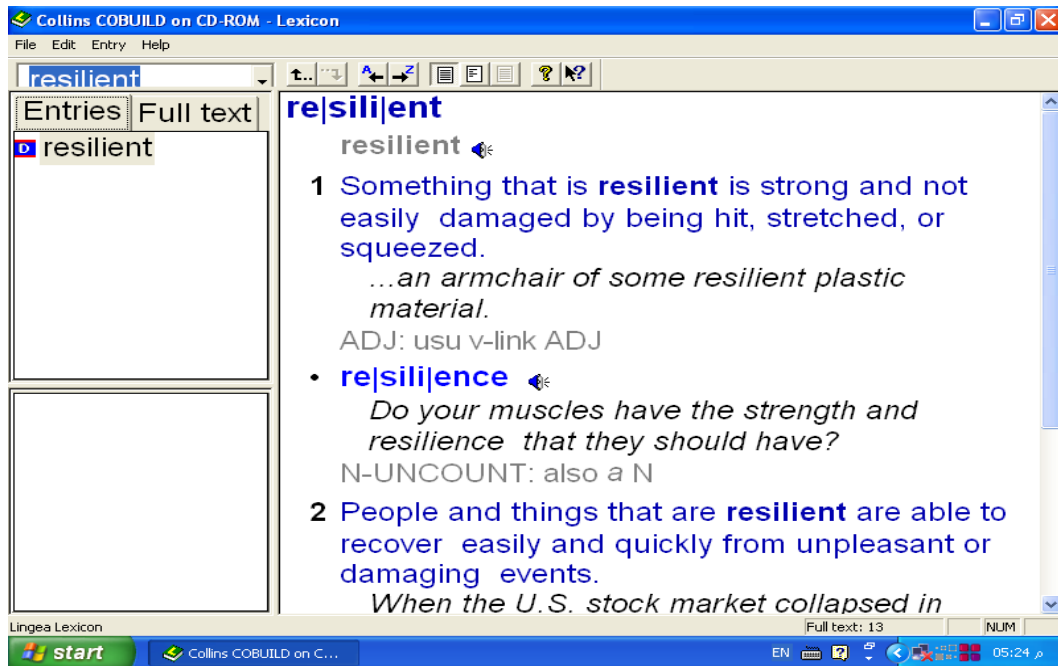 Collins COBUILD on CD-ROM - Lexicon
File Edit Entry Help
resilient
Entries Full text
D resilient
re|sili|ent
resilient
1 Something that is resilient is strong and not
easily damaged by being hit, stretched, or
squeezed.
...an armchair of some resilient plastic
material.
ADJ: usu v-link ADJ
• re|sili|ence
Do your muscles have the strength and
resilience that they should have?
N-UNCOUNT: also a N
2 People and things that are resilient are able to
recover easily and quickly from unpleasant or
damaging events.
When the U.S. stock market collapsed in
Lingea Lexicon
Full text: 13 NUM
start Collins COBUILD on C... EN 05:24 م